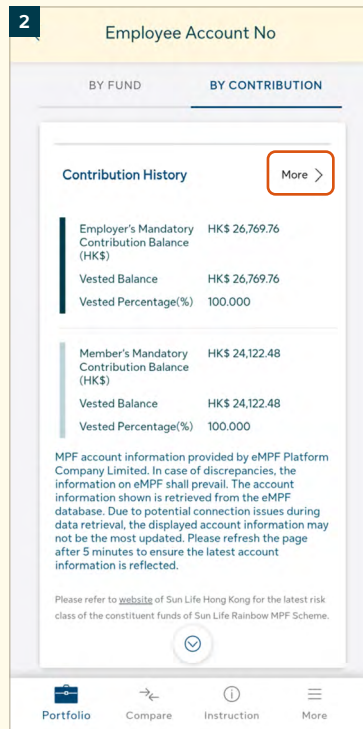 2
Employee Account No
BY FUND
BY CONTRIBUTION
Contribution History
More
Employer's Mandatory HK$ 26,769.76
Contribution Balance
(HK$)
Vested Balance HK$ 26,769.76
Vested Percentage(%) 100.000
Member's Mandatory HK$ 24,122.48
Contribution Balance
(HK$)
Vested Balance HK$ 24,122.48
Vested Percentage(%) 100.000
MPF account information provided by eMPF Platform
Company Limited. In case of discrepancies, the
information on eMPF shall prevail. The account
information shown is retrieved from the eMPF
database. Due to potential connection issues during
data retrieval, the displayed account information may
not be the most updated. Please refresh the page
after 5 minutes to ensure the latest account
information is reflected.
Please refer to website of Sun Life Hong Kong for the latest risk
class of the constituent funds of Sun Life Rainbow MPF Scheme.
Portfolio Compare Instruction More